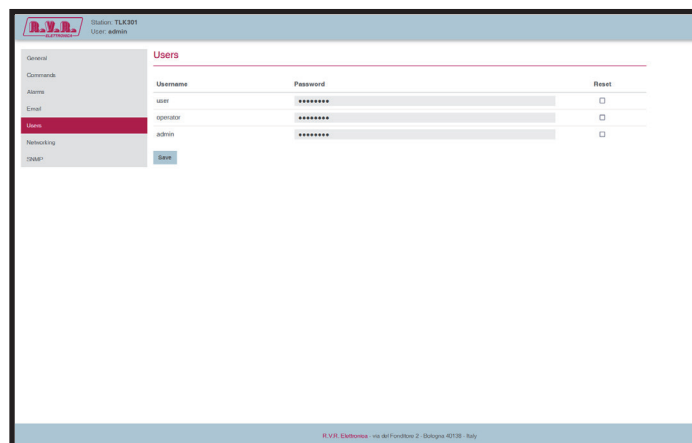 R.V.R.
ELETTRONICA
Station: TLK301
User: admin
General
Commands
Alarms
Email
Users
Networking
SNMP
Users
Username Password Reset
user ●●●●●●●●
operator ●●●●●●●●
admin ●●●●●●●●
Save
R.V.R. Elettronica - via del Fonditore 2 - Bologna 40138 - Italy